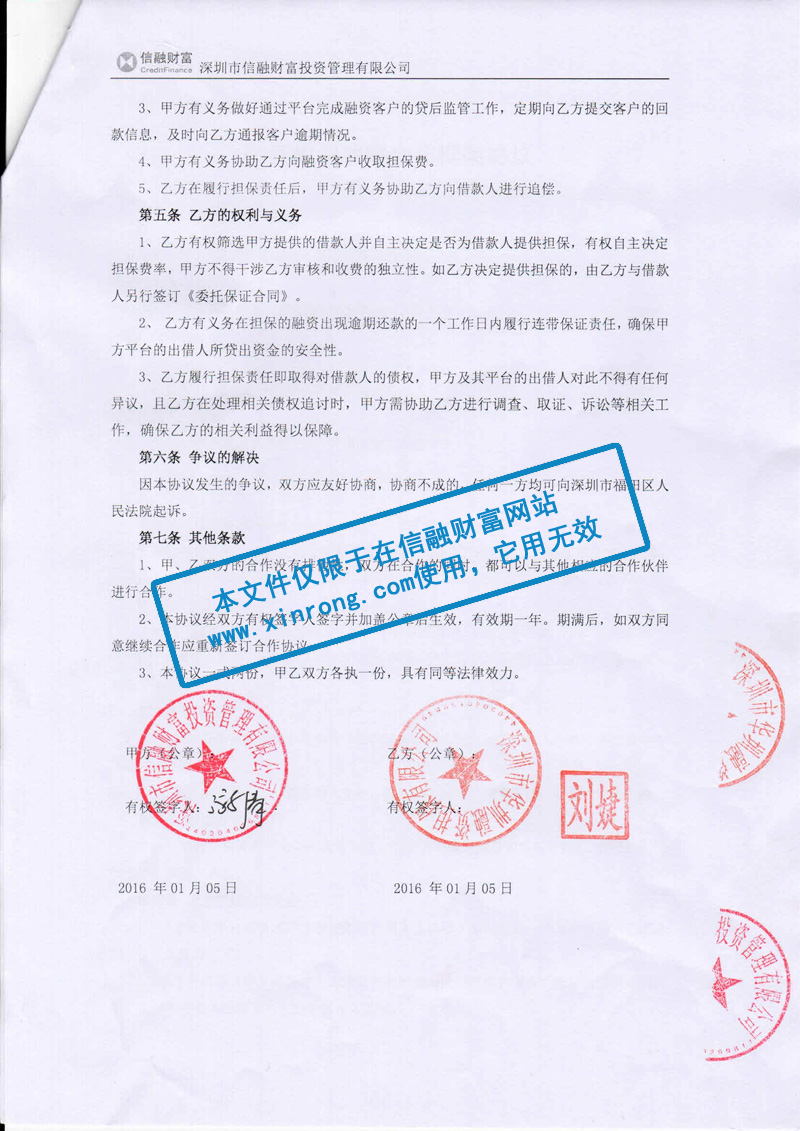 信融财富
CreditFinance 深圳市信融财富投资管理有限公司
3、甲方有义务做好通过平台完成融资客户的贷后监管工作，定期向乙方提交客户的回
款信息，及时向乙方通报客户逾期情况。
4、甲方有义务协助乙方向融资客户收取担保费。
5、乙方在履行担保责任后，甲方有义务协助乙方向借款人进行追偿。
第五条 乙方的权利与义务
1、乙方有权筛选甲方提供的借款人并自主决定是否为借款人提供担保，有权自主决定
担保费率，甲方不得干涉乙方审核和收费的独立性。如乙方决定提供担保的，由乙方与借款
人另行签订《委托保证合同》。
2、 乙方有义务在担保的融资出现逾期还款的一个工作日内履行连带保证责任，确保甲
方平台的出借人所贷出资金的安全性。
3、乙方履行担保责任即取得对借款人的债权，甲方及其平台的出借人对此不得有任何
异议，且乙方在处理相关债权追讨时，甲方需协助乙方进行调查、取证、诉讼等相关工
作，确保乙方的相关利益得以保障。
第六条 争议的解决
因本协议发生的争议，双方应友好协商，协商不成的，任何一方均可向深圳市福田区人
民法院起诉。
第七条 其他条款
1、甲、乙双方的合作没有排他性，双方在合作的同时，都可以与其他相应的合作伙伴
进行合作。
2、本协议经双方有权签字人签字并加盖公章后生效，有效期一年。期满后，如双方同
意继续合作应重新签订合作协议
3、本协议一式两份，甲乙双方各执一份，具有同等法律效力。
本文件仅限于在信融财富网站
www.xinrong.com使用，它用无效
甲方（公章）：
乙方（公章）：
有权签字人：
有权签字人：
深圳市信融财富投资管理有限公司
深圳市华圳融资担保有限公司
刘婕
2016 年 01 月 05 日
2016 年 01 月 05 日
深圳市华圳融
投资管理有限公司